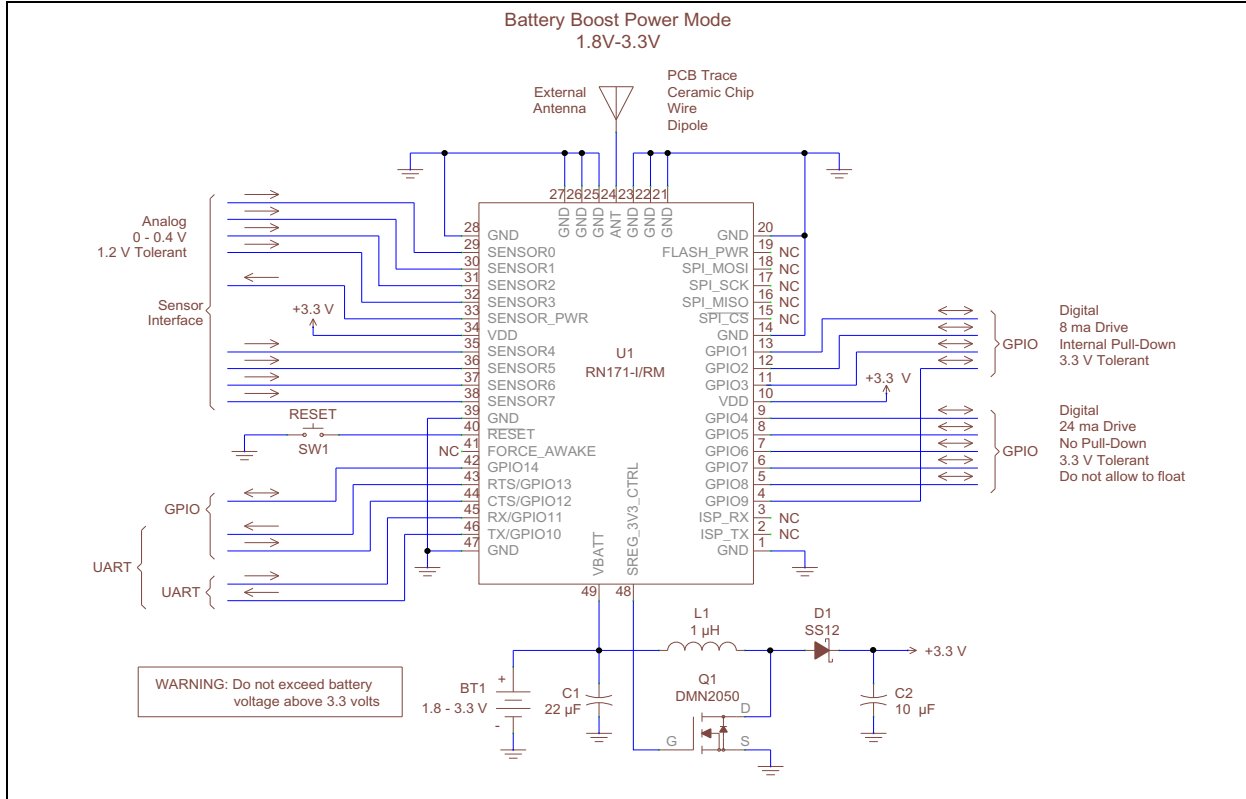 Battery Boost Power Mode
1.8V-3.3V
External
Antenna
PCB Trace
Ceramic Chip
Wire
Dipole
27
26
25
24
23
22
21
GND
GND
GND
ANT
GND
GND
GND
Analog
0 - 0.4 V
1.2 V Tolerant
Sensor
Interface
+3.3 V
28 GND
29 SENSOR0
30 SENSOR1
31 SENSOR2
32 SENSOR3
33 SENSOR_PWR
34 VDD
35 SENSOR4
36 SENSOR5
37 SENSOR6
38 SENSOR7
39 GND
40 RESET
NC 41 FORCE_AWAKE
42 GPIO14
43 RTS/GPIO13
44 CTS/GPIO12
45 RX/GPIO11
46 TX/GPIO10
47 GND
RESET
SW1
GPIO
UART
UART
U1
RN171-I/RM
GND 20
FLASH_PWR 19 NC
SPI_MOSI 18 NC
SPI_SCK 17 NC
SPI_MISO 16 NC
SPI_CS 15 NC
GND 14
GPIO1 13
GPIO2 12
GPIO3 11
VDD 10
GPIO4 9
GPIO5 8
GPIO6 7
GPIO7 6
GPIO8 5
GPIO9 4
ISP_RX 3 NC
ISP_TX 2 NC
GND 1
+3.3 V
GPIO
Digital
8 ma Drive
Internal Pull-Down
3.3 V Tolerant
GPIO
Digital
24 ma Drive
No Pull-Down
3.3 V Tolerant
Do not allow to float
VBATT
SREG_3V3_CTRL
49
48
L1
1 µH
D1
SS12
+3.3 V
Q1
DMN2050
D
G
S
+
BT1
1.8 - 3.3 V
-
C1
22 µF
C2
10 µF
WARNING: Do not exceed battery
voltage above 3.3 volts